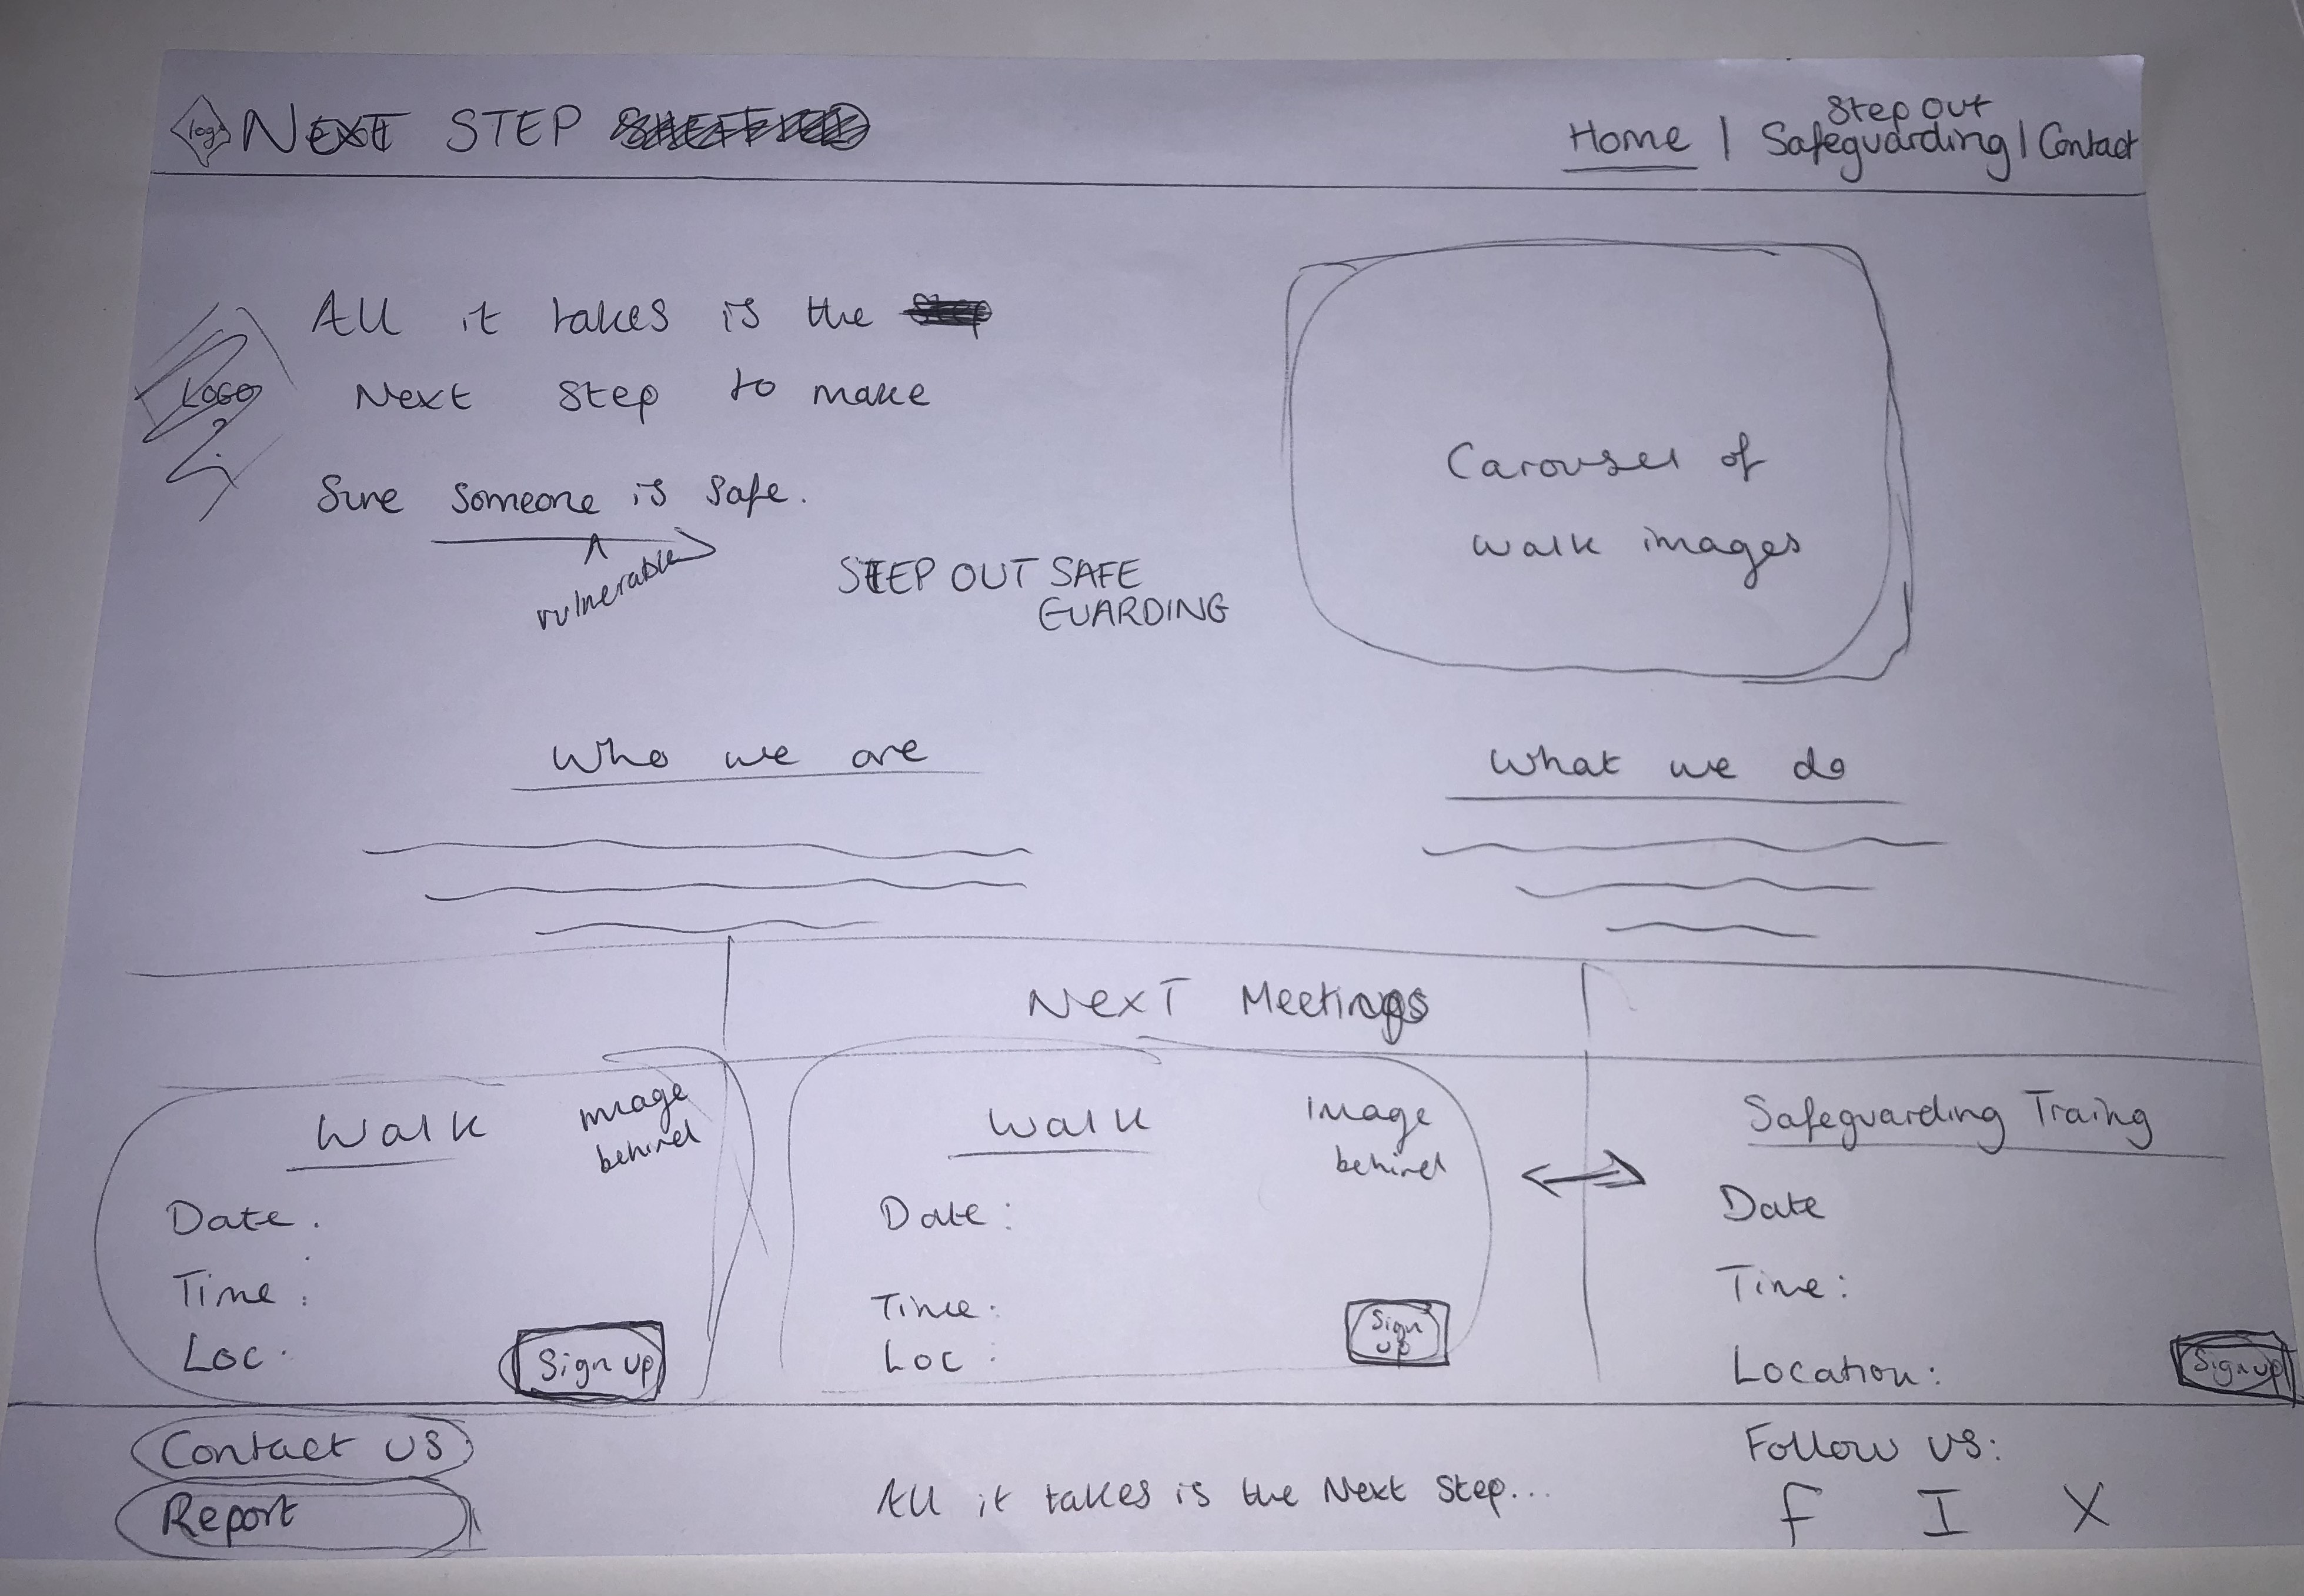 logo NEXT STEP SHEFFIELD
Step out
Home | Safeguarding | Contact
All it takes is the step
LOGO
?
Next step to make
Sure someone is safe.
^
vulnerable
STEP OUT SAFE
GUARDING
Carousel of
walk images
Who we are
What we do
Next Meetings
Walk
image
behind
Date.
Time:
Loc.
Sign up
Walk
Image
behind
Date:
Time:
Loc:
Sign
up
Safeguarding Traing
Date
Time:
Location:
Sign up
Contact us
Report
All it takes is the Next Step...
Follow us:
F I X